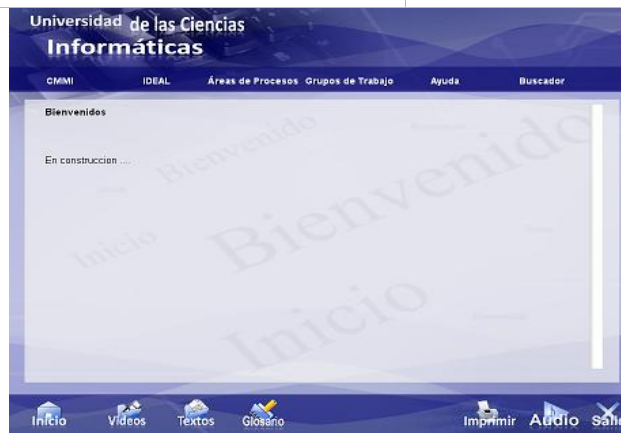 Universidad de las Ciencias
Informáticas
CMMI IDEAL Áreas de Procesos Grupos de Trabajo Ayuda Buscador
Bienvenidos
En construccion ....
Bienvenido
Bienvenido
Inicio
Inicio
Inicio Videos Textos Glosario Imprimir Audio Salir